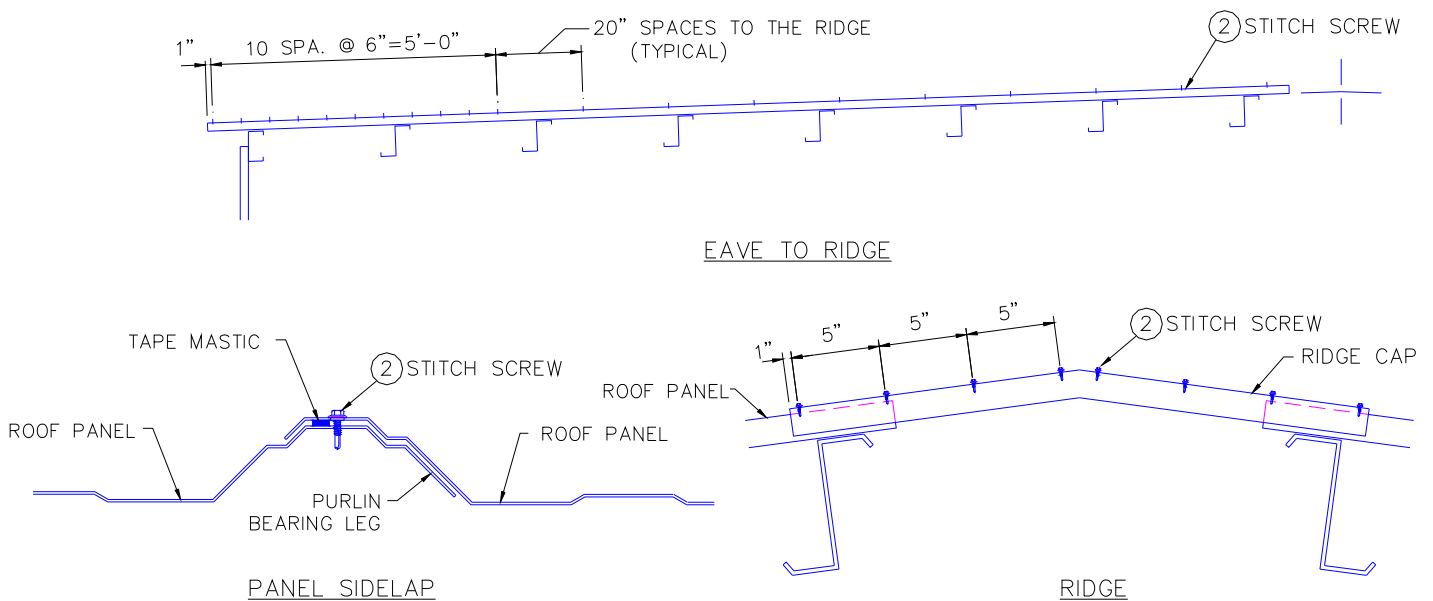 1” 10 SPA. @ 6”=5’-0” 20” SPACES TO THE RIDGE
(TYPICAL)
2 STITCH SCREW
EAVE TO RIDGE
TAPE MASTIC
2 STITCH SCREW
ROOF PANEL
ROOF PANEL
PURLIN
BEARING LEG
PANEL SIDELAP
1” 5” 5” 5”
2 STITCH SCREW
RIDGE CAP
ROOF PANEL
RIDGE